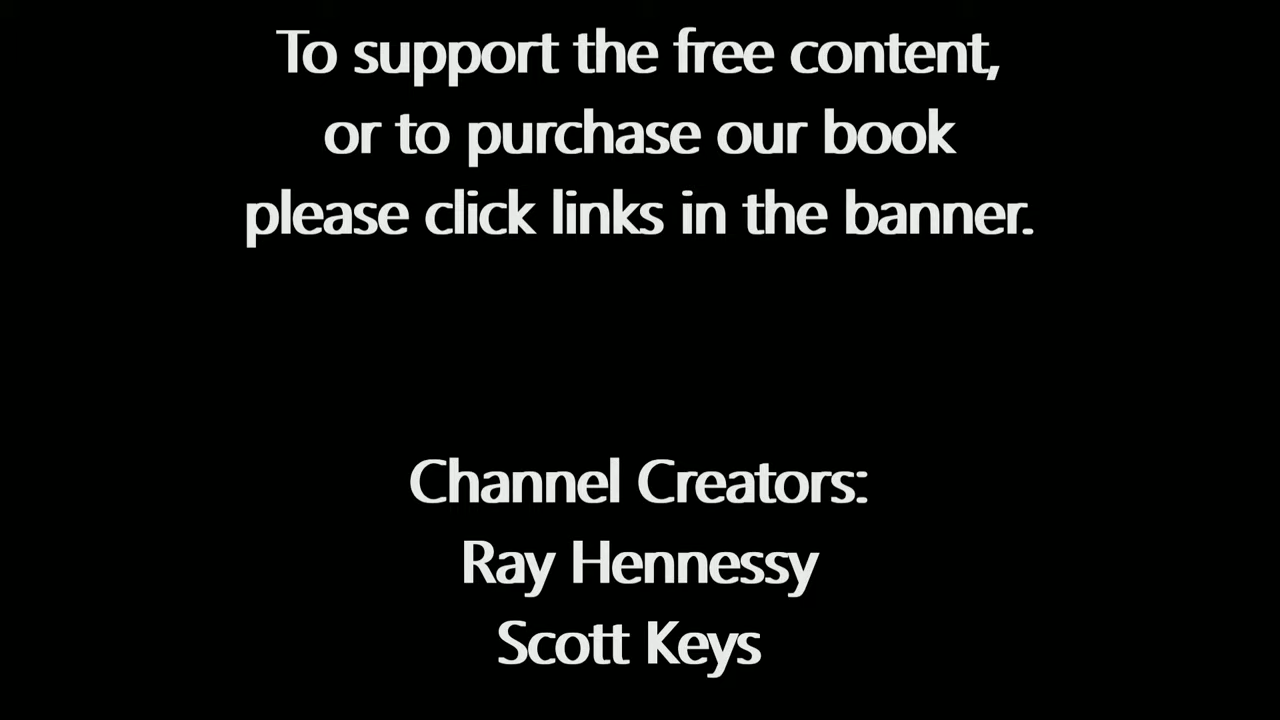 To support the free content,
or to purchase our book
please click links in the banner.
Channel Creators:
Ray Hennessy
Scott Keys